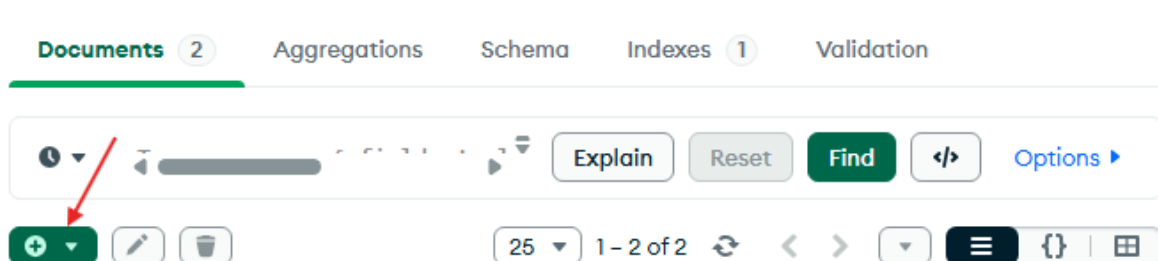 Documents 2 Aggregations Schema Indexes 1 Validation
Explain Reset Find </> Options
25 1 – 2 of 2 {}